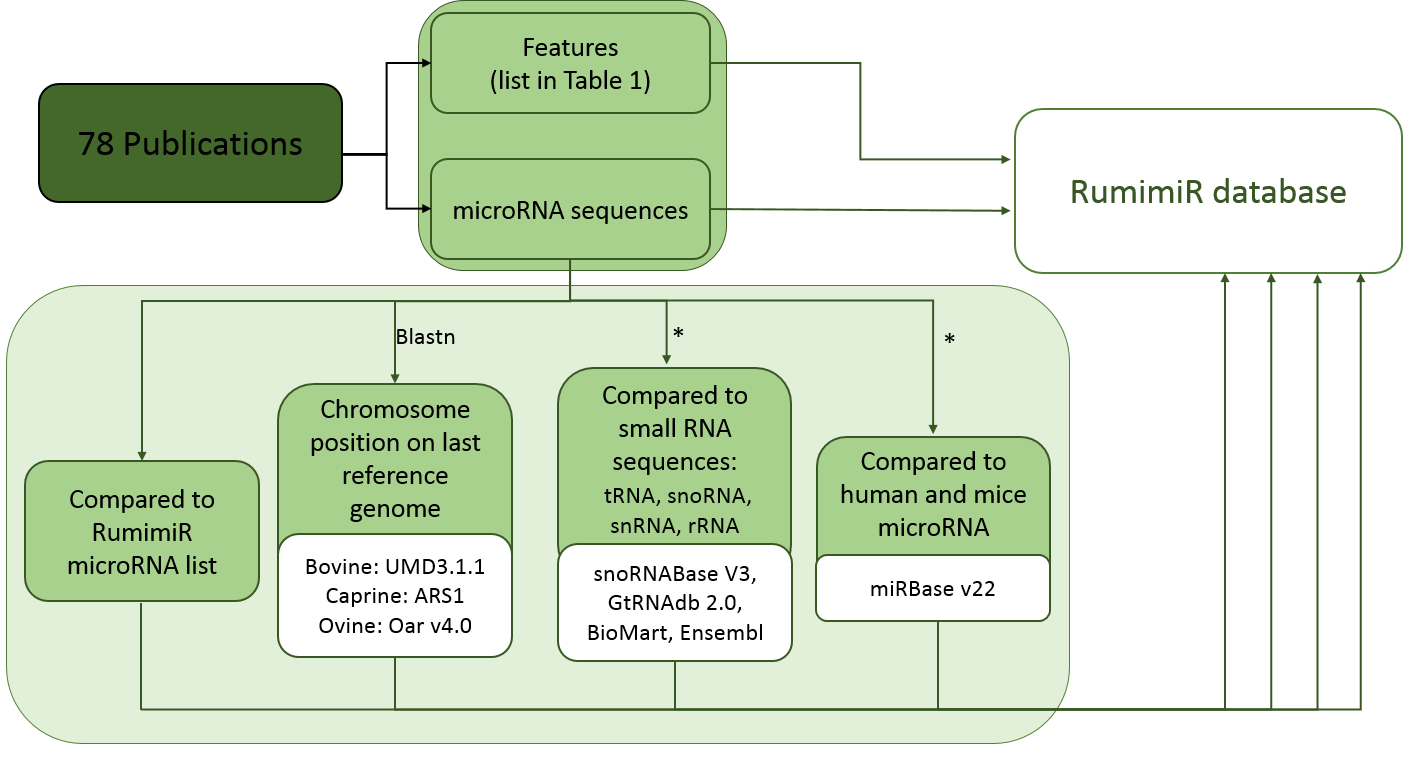 78 Publications
Features
(list in Table 1)
microRNA sequences
RumimiR database
Blastn
*
*
Compared to
RumimiR
microRNA list
Chromosome
position on last
reference
genome
Bovine: UMD3.1.1
Caprine: ARS1
Ovine: Oar v4.0
Compared to
small RNA
sequences:
tRNA, snoRNA,
snRNA, rRNA
snoRNABase V3,
GtRNAdb 2.0,
BioMart, Ensembl
Compared to
human and mice
microRNA
miRBase v22